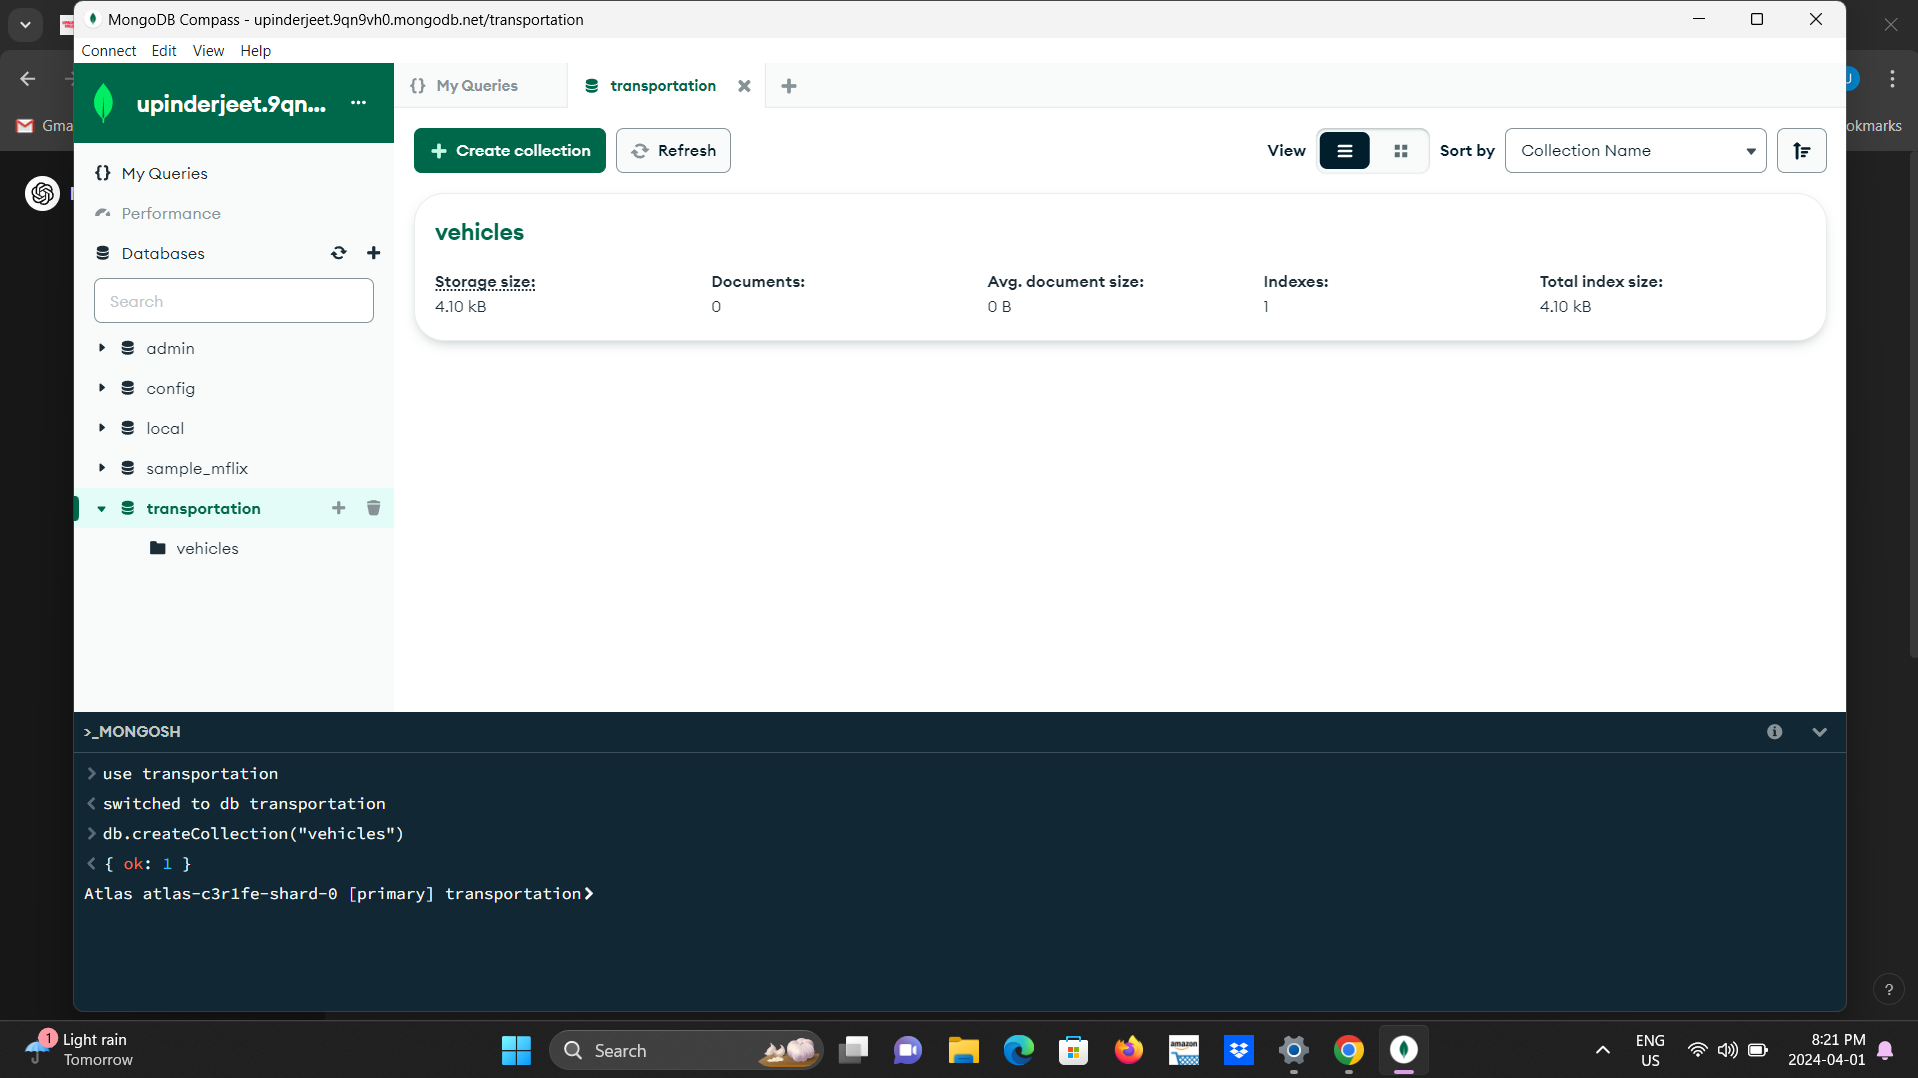 MongoDB Compass - upinderjeet.9qn9vh0.mongodb.net/transportation
Connect Edit View Help
upinderjeet.9qn... ...
{} My Queries
transportation
Gma
okmarks
Create collection
Refresh
View
Sort by
Collection Name
{} My Queries
Performance
Databases
Search
admin
config
local
sample_mflix
transportation
vehicles
vehicles
Storage size: Documents: Avg. document size: Indexes: Total index size:
4.10 kB 0 0 B 1 4.10 kB
>_MONGOSH
> use transportation
< switched to db transportation
> db.createCollection("vehicles")
< { ok: 1 }
Atlas atlas-c3r1fe-shard-0 [primary] transportation>
?
1
Light rain
Tomorrow
Search
amazon
ENG
US
8:21 PM
2024-04-01